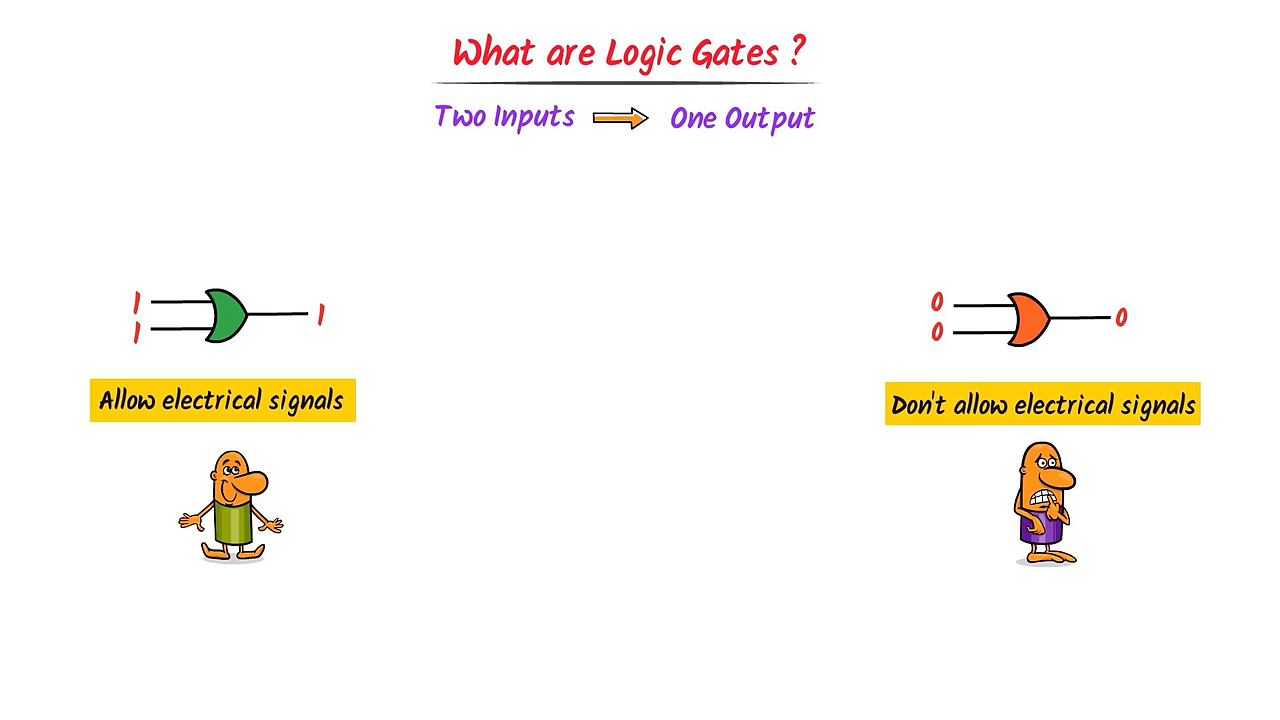 What are Logic Gates ?
Two Inputs One Output
1
1
1
Allow electrical signals
0
0
0
Don't allow electrical signals